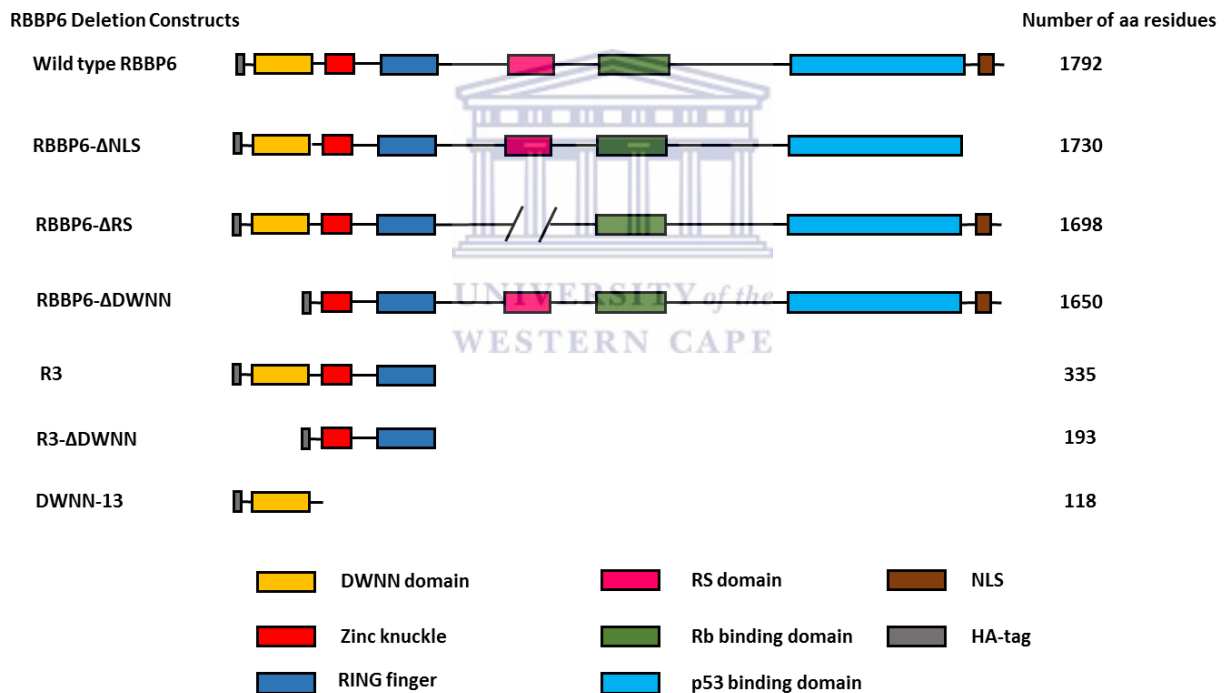 RBBP6 Deletion Constructs Number of aa residues
Wild type RBBP6 1792
RBBP6-ΔNLS 1730
RBBP6-ΔRS 1698
RBBP6-ΔDWNN 1650
UNIVERSITY of the
WESTERN CAPE
R3 335
R3-ΔDWNN 193
DWNN-13 118
DWNN domain RS domain NLS
Zinc knuckle Rb binding domain HA-tag
RING finger p53 binding domain